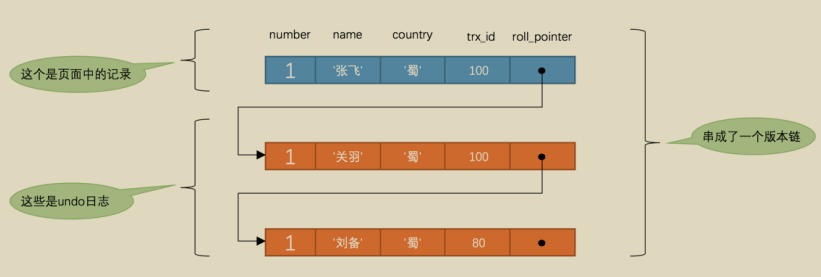 number name country trx_id roll_pointer
这个是页面中的记录
1 '张飞' '蜀' 100
串成了一个版本链
1 '关羽' '蜀' 100
这些是undo日志
1 '刘备' '蜀' 80